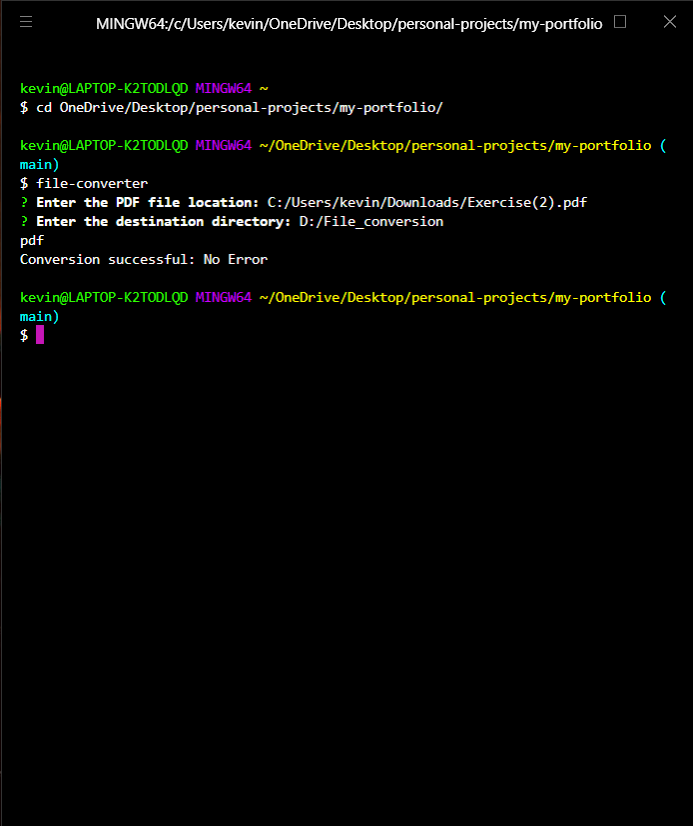 MINGW64:/c/Users/kevin/OneDrive/Desktop/personal-projects/my-portfolio
kevin@LAPTOP-K2TODLQD MINGW64 ~
$ cd OneDrive/Desktop/personal-projects/my-portfolio/
kevin@LAPTOP-K2TODLQD MINGW64 ~/OneDrive/Desktop/personal-projects/my-portfolio (
main)
$ file-converter
? Enter the PDF file location: C:/Users/kevin/Downloads/Exercise(2).pdf
? Enter the destination directory: D:/File_conversion
pdf
Conversion successful: No Error
kevin@LAPTOP-K2TODLQD MINGW64 ~/OneDrive/Desktop/personal-projects/my-portfolio (
main)
$